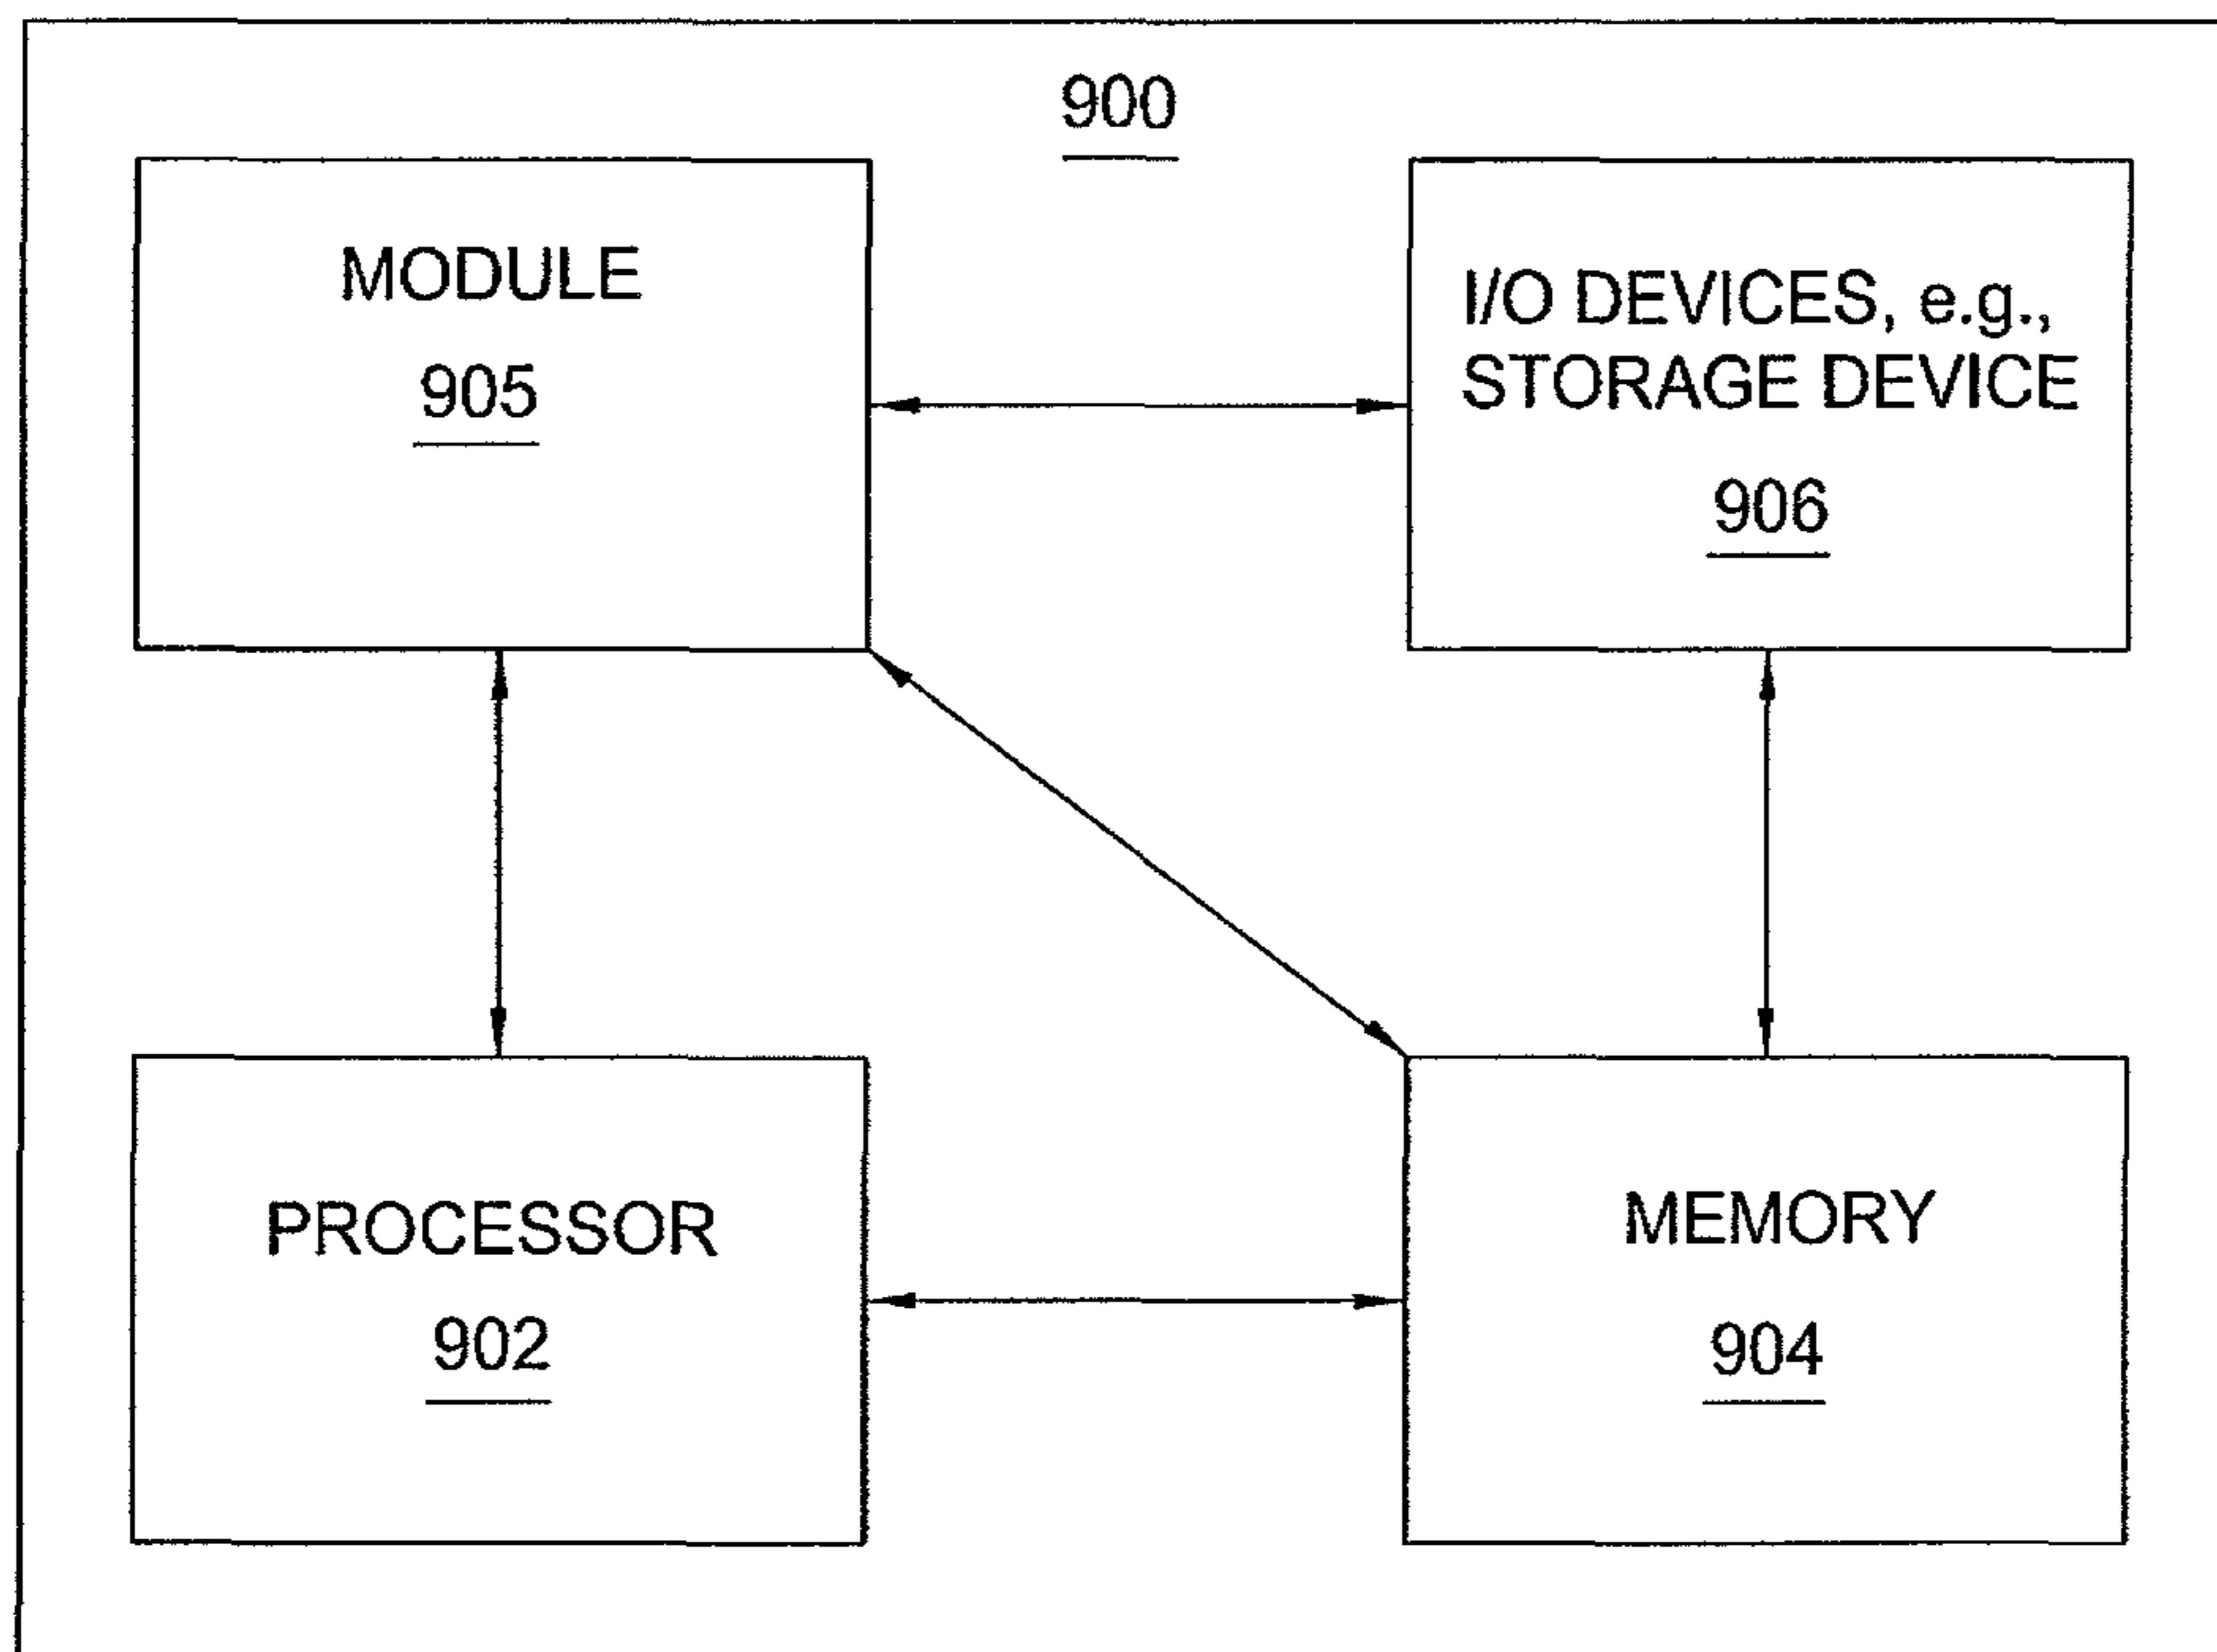 900
MODULE
905
I/O DEVICES, e.g.,
STORAGE DEVICE
906
PROCESSOR
902
MEMORY
904